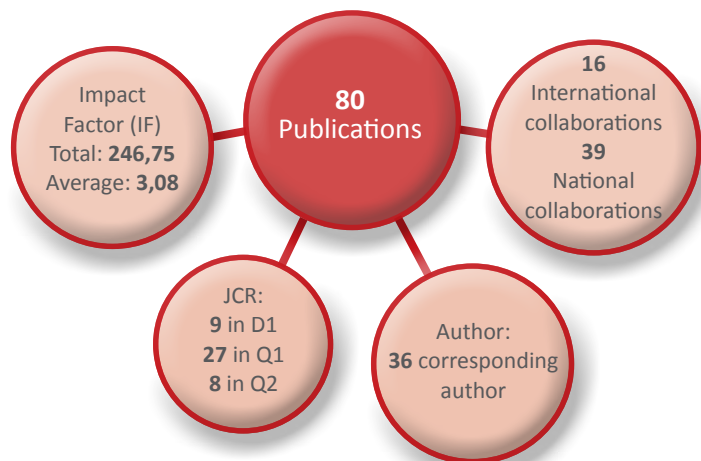 80
Publications
Impact
Factor (IF)
Total: 246,75
Average: 3,08
16
International
collaborations
39
National
collaborations
JCR:
9 in D1
27 in Q1
8 in Q2
Author:
36 corresponding
author